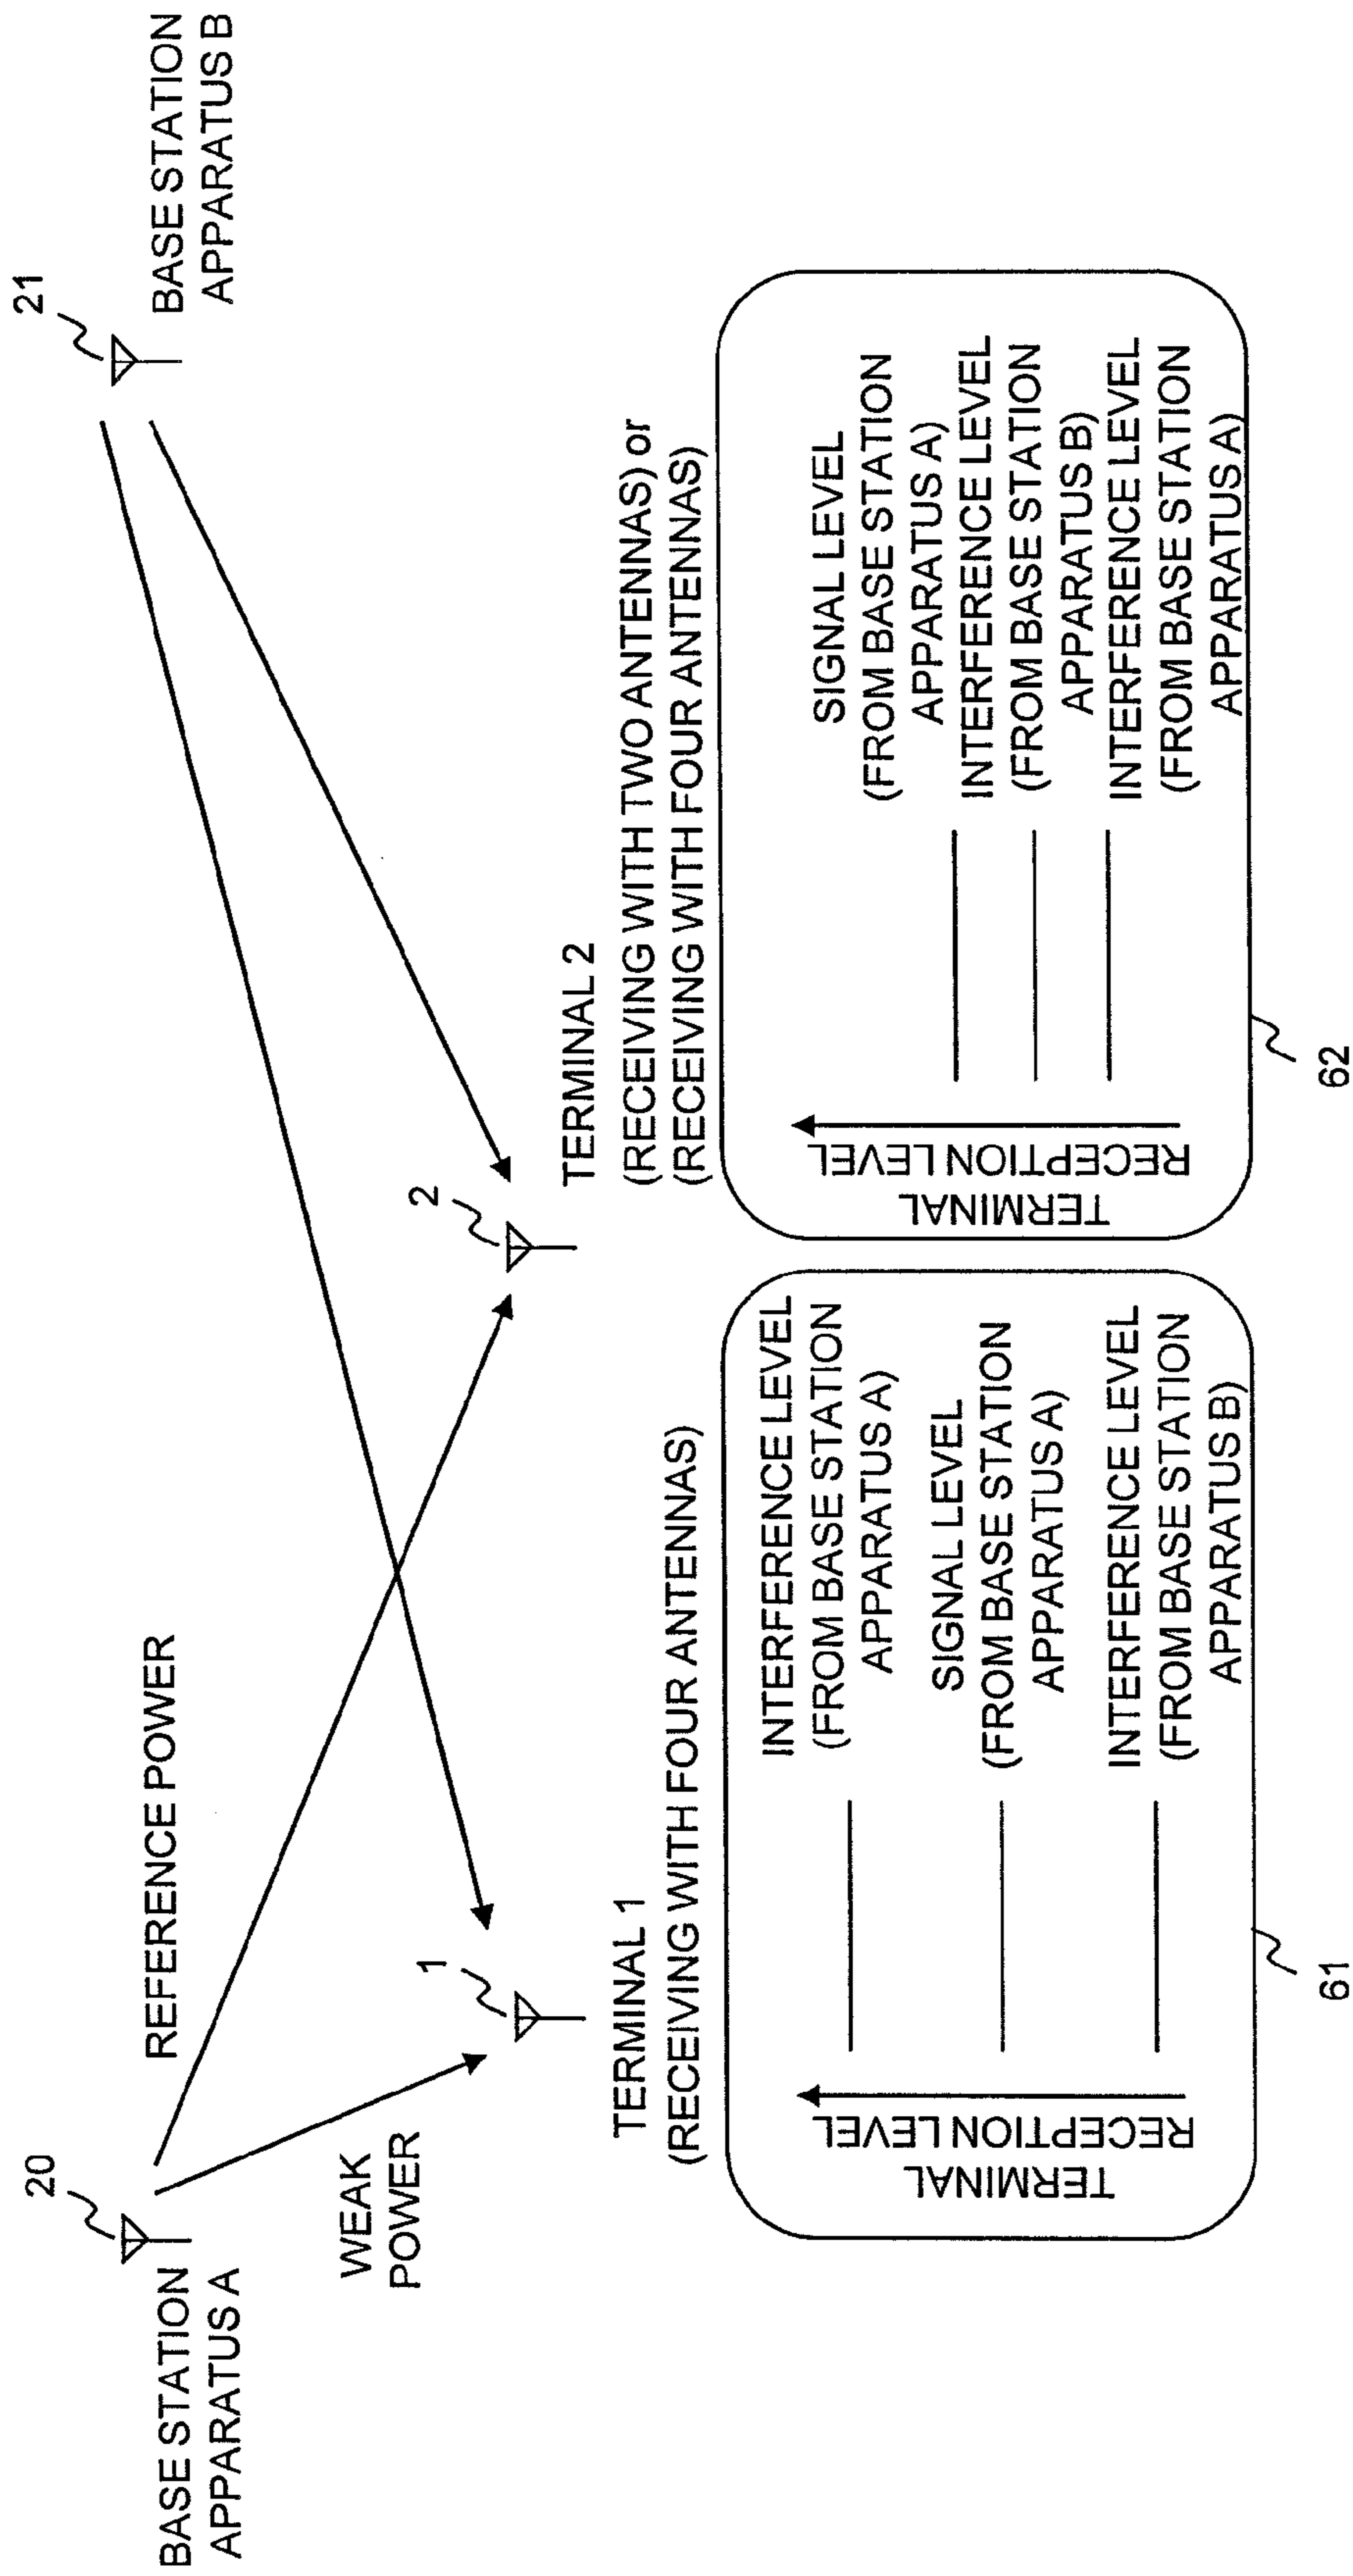 20
BASE STATION
APPARATUS A
REFERENCE POWER
WEAK
POWER
21
BASE STATION
APPARATUS B
1
TERMINAL 1
(RECEIVING WITH FOUR ANTENNAS)
2
TERMINAL 2
(RECEIVING WITH TWO ANTENNAS) or
(RECEIVING WITH FOUR ANTENNAS)
TERMINAL
RECEPTION LEVEL
INTERFERENCE LEVEL
(FROM BASE STATION
APPARATUS A)
SIGNAL LEVEL
(FROM BASE STATION
APPARATUS A)
INTERFERENCE LEVEL
(FROM BASE STATION
APPARATUS B)
61
TERMINAL
RECEPTION LEVEL
SIGNAL LEVEL
(FROM BASE STATION
APPARATUS A)
INTERFERENCE LEVEL
(FROM BASE STATION
APPARATUS B)
INTERFERENCE LEVEL
(FROM BASE STATION
APPARATUS A)
62